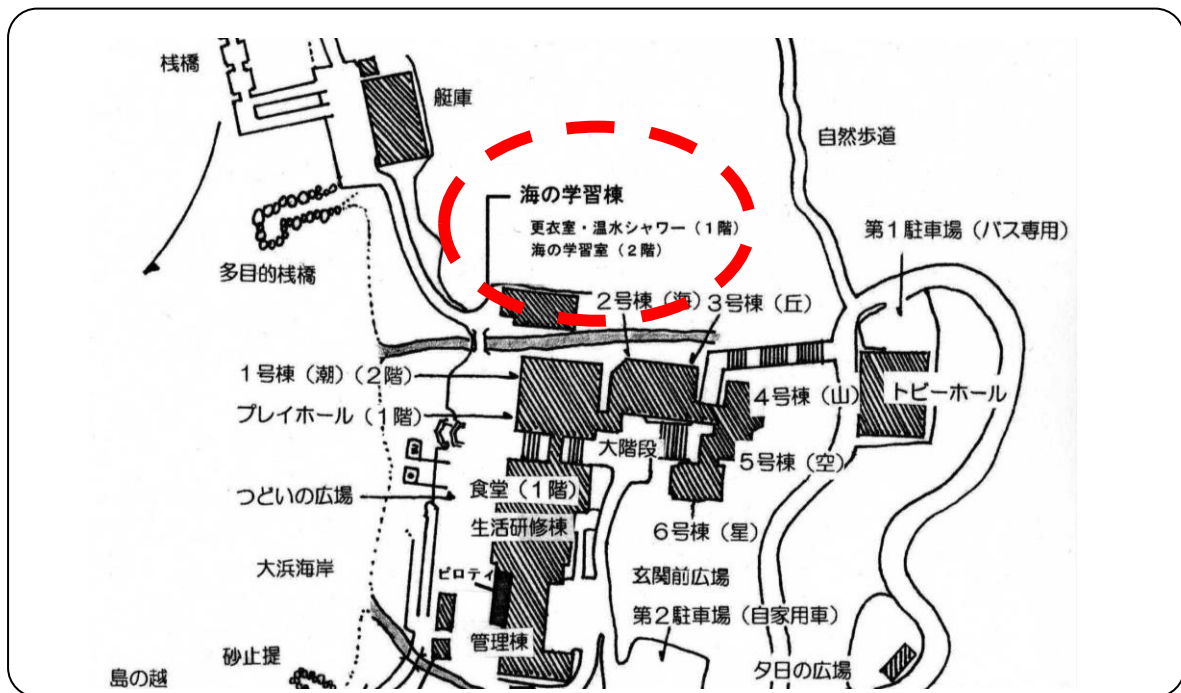 桟橋
艇庫
自然歩道
海の学習棟
更衣室・温水シャワー（１階）
海の学習室（２階）
第１駐車場（バス専用）
多目的桟橋
２号棟（海）
３号棟（丘）
１号棟（潮）（２階）
４号棟（山）
トビーホール
プレイホール（１階）
大階段
５号棟（空）
つどいの広場
食堂（１階）
生活研修棟
６号棟（星）
大浜海岸
ピロティ
玄関前広場
第２駐車場（自家用車）
管理棟
砂止提
夕日の広場
島の越